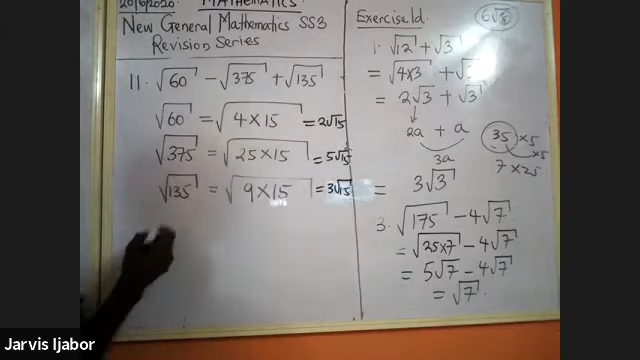 20/6/2020 MATHEMATICS
New General Mathematics SS3
Revision Series
11. √60 - √375 + √135
√60 = √4×15 = 2√15
√375 = √25×15 = 5√15
√135 = √9×15 = 3√15
Exercise 1d
1. √12 + √3
= √4×3 + √3
= 2√3 + √3
2a + a
3a
= 3√3
35 ×5
×5
7 × 25
3. √175 - 4√7
= √25×7 - 4√7
= 5√7 - 4√7
= √7.
Jarvis Ijabor